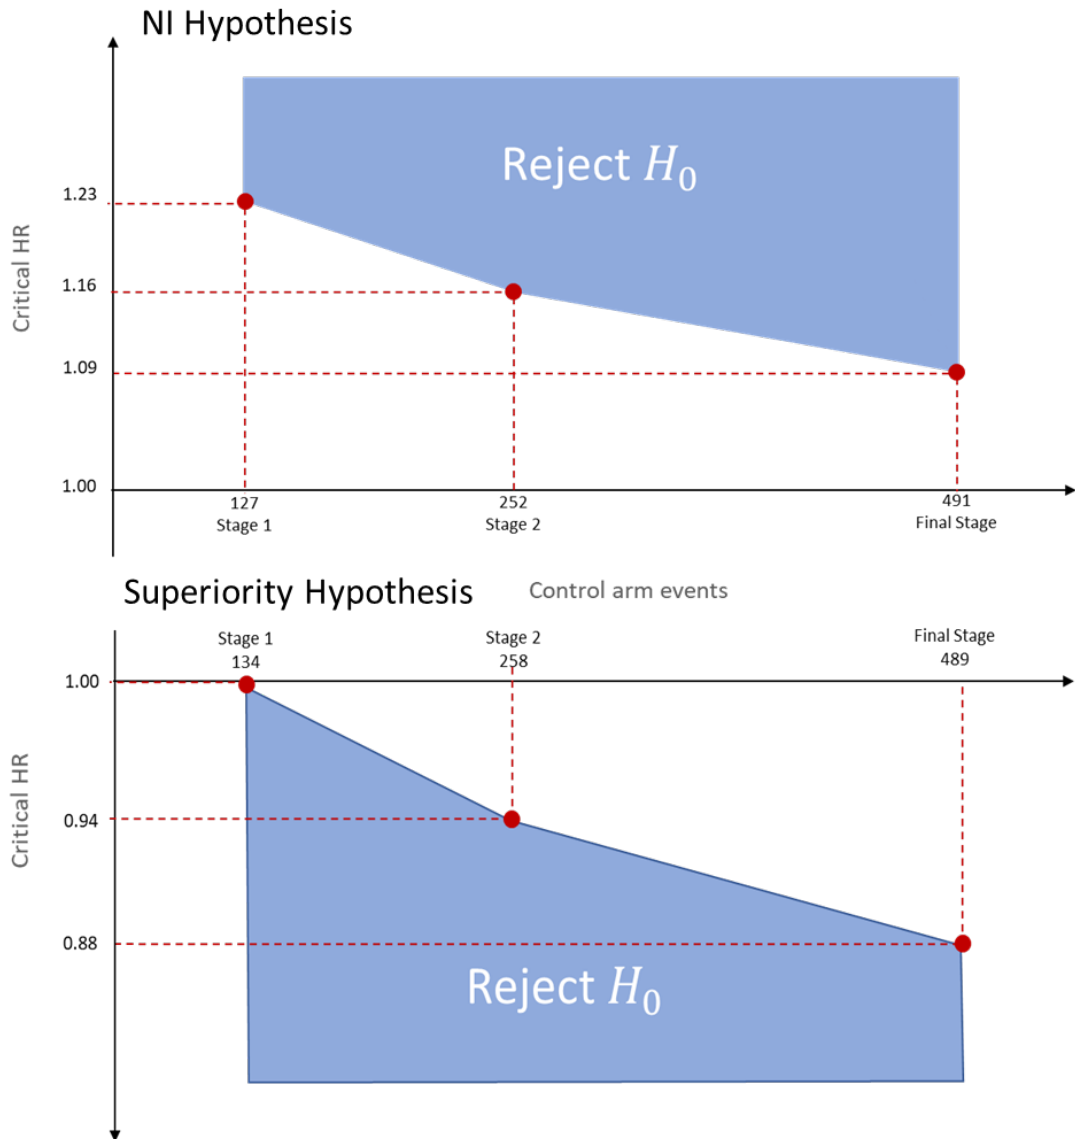 NI Hypothesis
Reject H₀
1.23
Critical HR
1.16
1.09
1.00
127
252
491
Stage 1
Stage 2
Final Stage
Superiority Hypothesis
Control arm events
Stage 1
Stage 2
Final Stage
134
258
489
1.00
Critical HR
0.94
0.88
Reject H₀